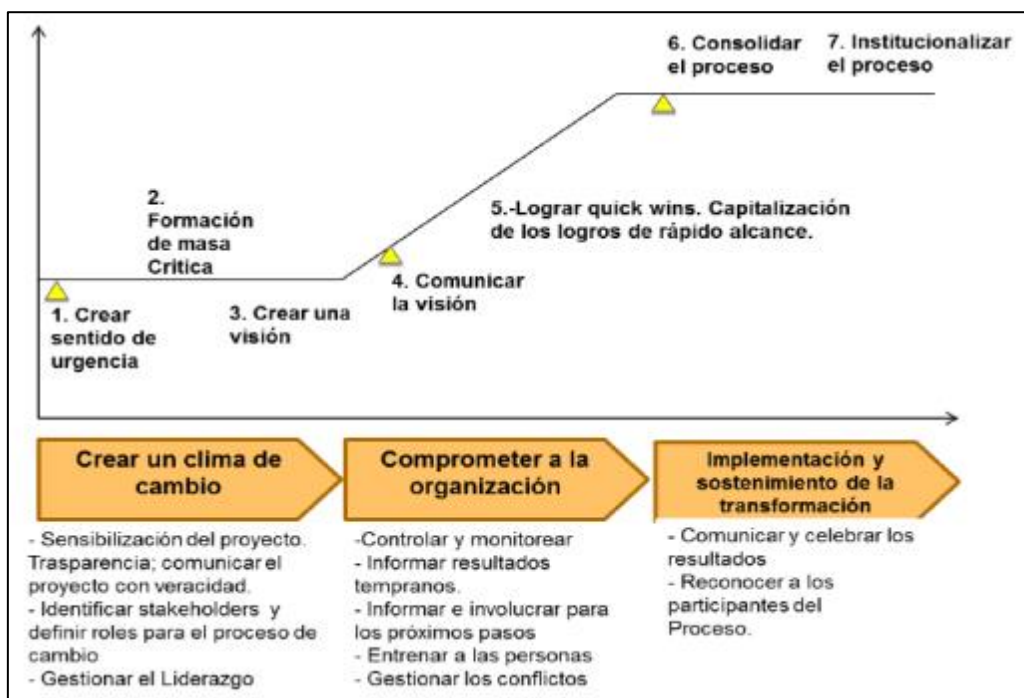 6. Consolidar
el proceso
7. Institucionalizar
el proceso
2.
Formación
de masa
Critica
5.-Lograr quick wins. Capitalización
de los logros de rápido alcance.
4. Comunicar
la visión
1. Crear
sentido de
urgencia
3. Crear una
visión
Crear un clima de
cambio
Comprometer a la
organización
Implementación y
sostenimiento de la
transformación
- Sensibilización del proyecto.
Trasparencia; comunicar el
proyecto con veracidad.
- Identificar stakeholders y
definir roles para el proceso de
cambio
- Gestionar el Liderazgo
-Controlar y monitorear
- Informar resultados
tempranos.
- Informar e involucrar para
los próximos pasos
- Entrenar a las personas
- Gestionar los conflictos
- Comunicar y celebrar los
resultados
- Reconocer a los
participantes del
Proceso.